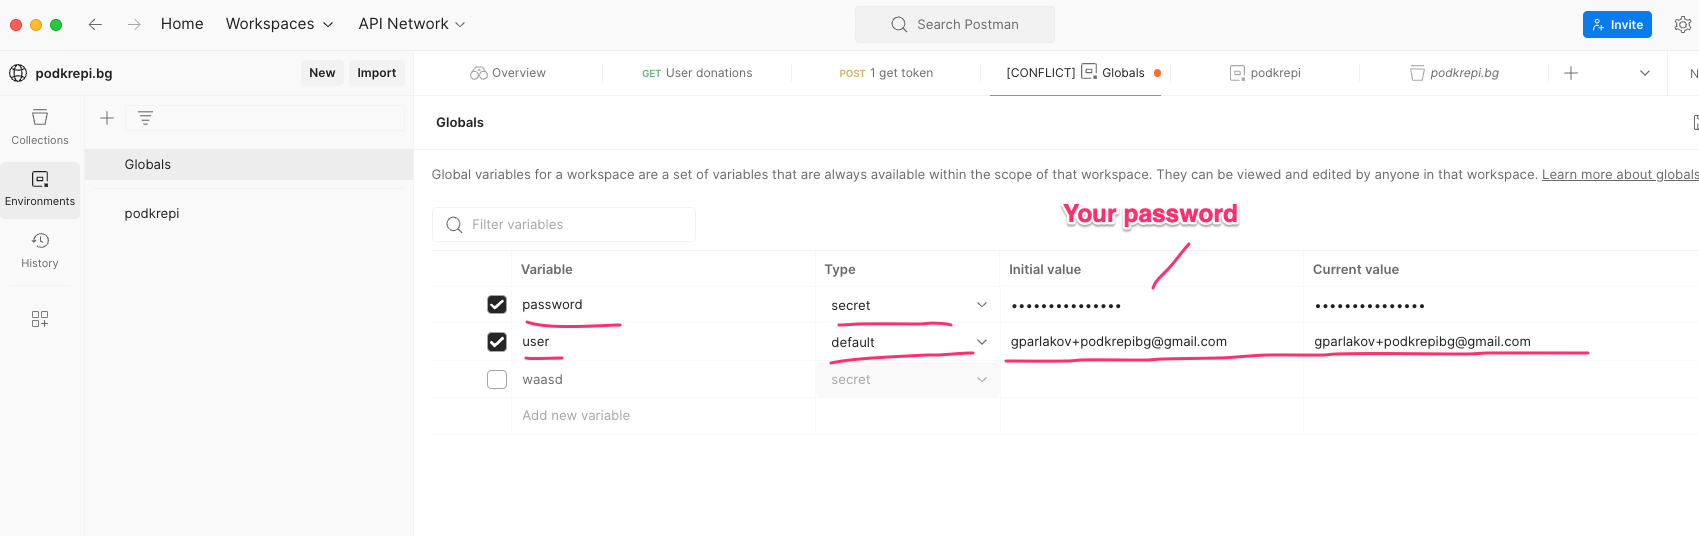 Home Workspaces API Network Search Postman Invite
podkrepi.bg New Import Overview GET User donations POST 1 get token [CONFLICT] Globals podkrepi podkrepi.bg
Collections
Environments
History
Globals
podkrepi
Globals
Global variables for a workspace are a set of variables that are always available within the scope of that workspace. They can be viewed and edited by anyone in that workspace. Learn more about globals
Your password
Filter variables
Variable Type Initial value Current value
password secret ••••••••••••••• •••••••••••••••
user default gparlakov+podkrepibg@gmail.com gparlakov+podkrepibg@gmail.com
waasd secret
Add new variable